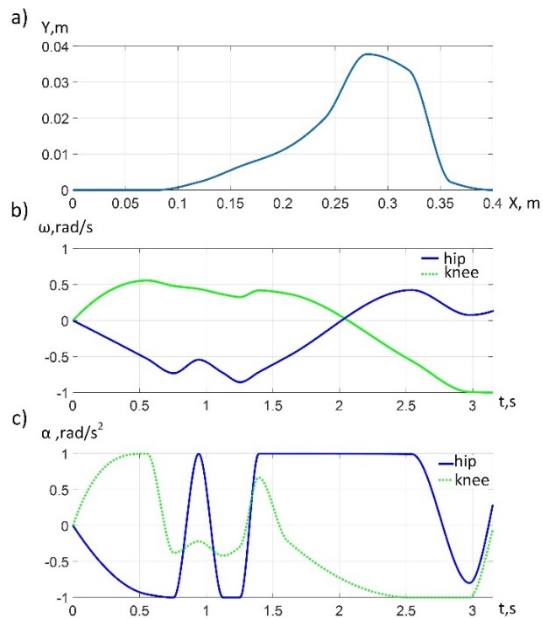 a)
Y,m
0.04
0.03
0.02
0.01
0
0 0.05 0.1 0.15 0.2 0.25 0.3 0.35 0.4
X, m
b)
ω,rad/s
1
0.5
0
-0.5
-1
hip
knee
0 0.5 1 1.5 2 2.5 3
t,s
c)
α ,rad/s²
1
0.5
0
-0.5
-1
hip
knee
0 0.5 1 1.5 2 2.5 3
t,s